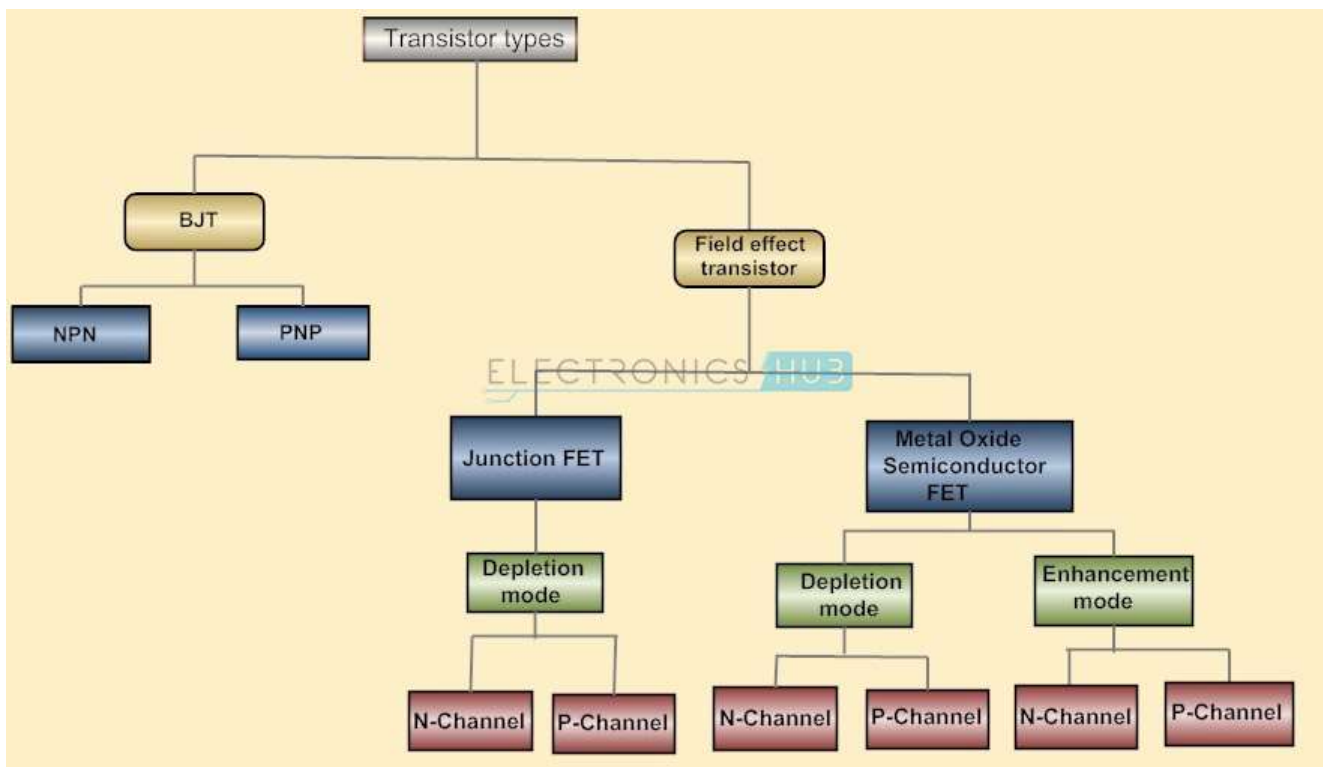 Transistor types
BJT
Field effect
transistor
NPN
PNP
ELECTRONICS HUB
Junction FET
Metal Oxide
Semiconductor
FET
Depletion
mode
Depletion
mode
Enhancement
mode
N-Channel
P-Channel
N-Channel
P-Channel
N-Channel
P-Channel